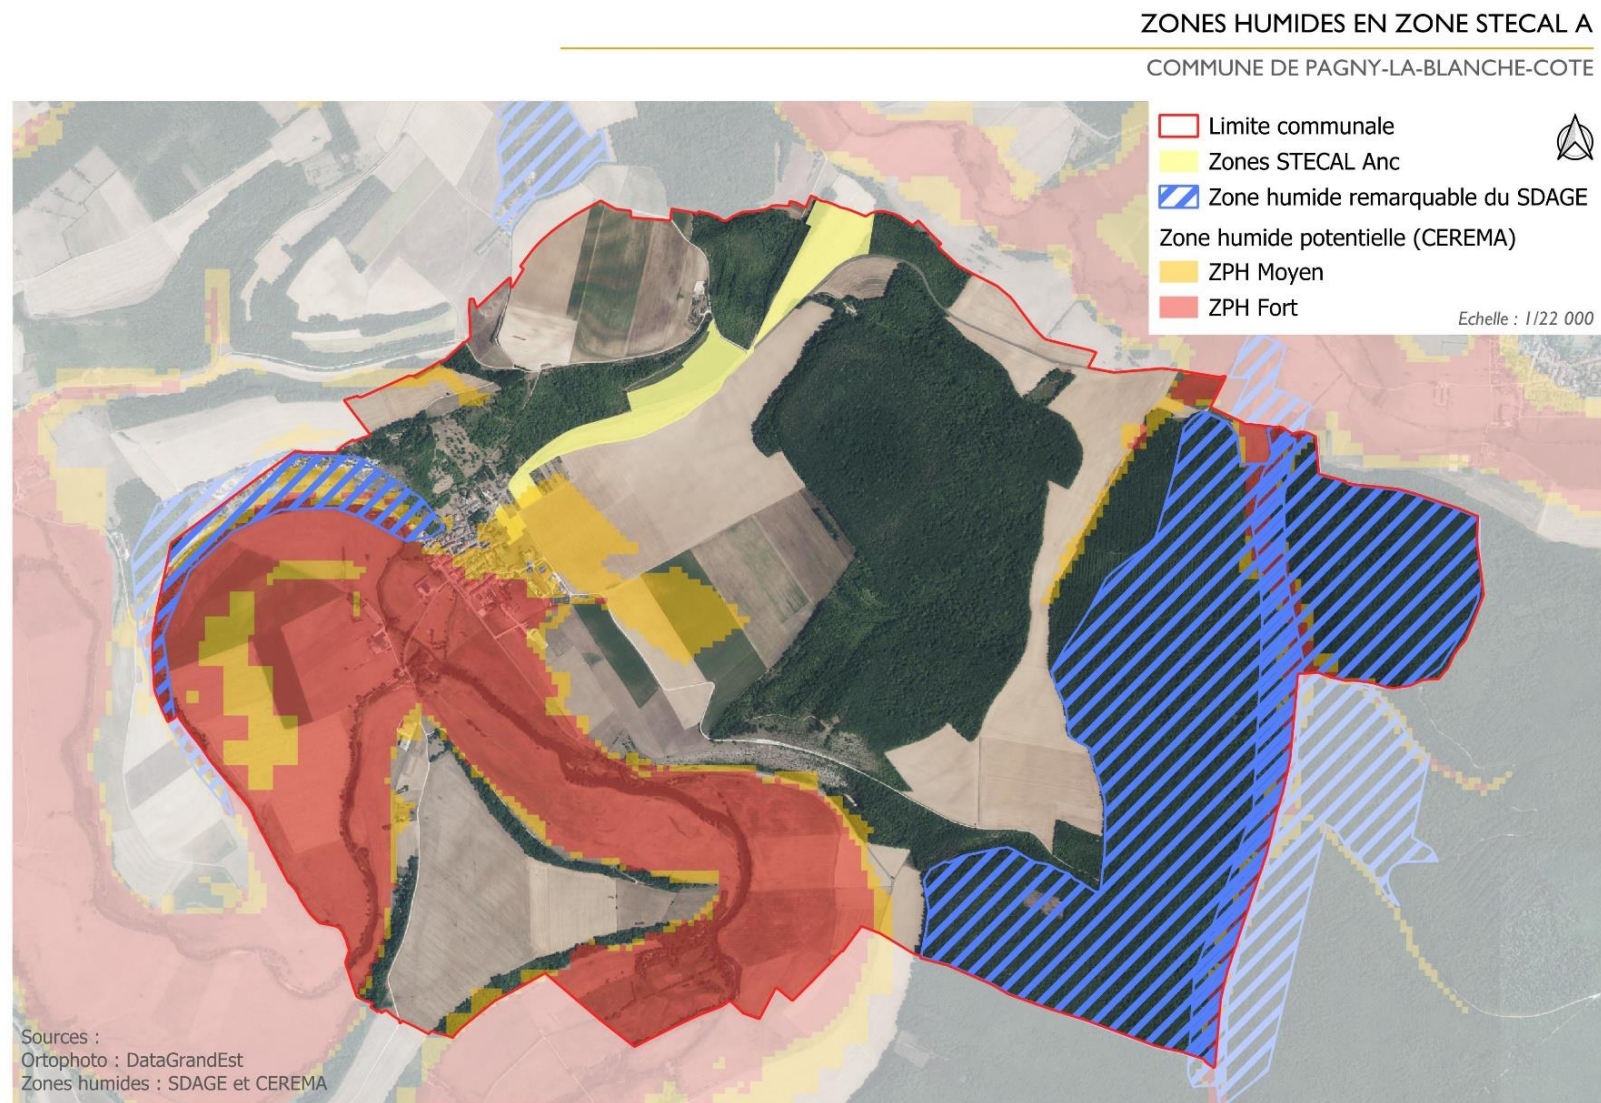 ZONES HUMIDES EN ZONE STECAL A
COMMUNE DE PAGNY-LA-BLANCHE-COTE
Limite communale
Zones STECAL Anc
Zone humide remarquable du SDAGE
Zone humide potentielle (CEREMA)
ZPH Moyen
ZPH Fort
Echelle : 1/22 000
Sources :
Ortophoto : DataGrandEst
Zones humides : SDAGE et CEREMA